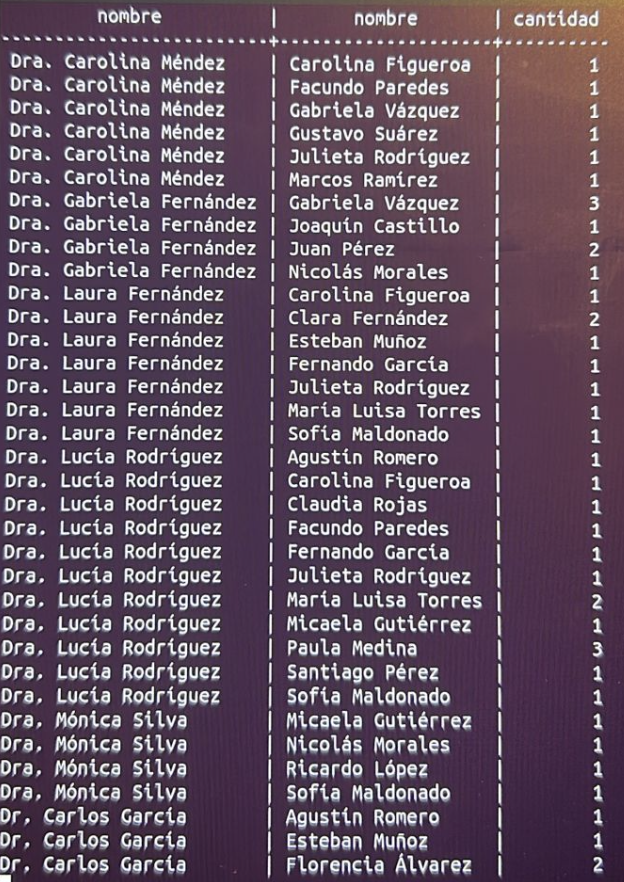 nombre | nombre | cantidad
Dra. Carolina Méndez | Carolina Figueroa | 1
Dra. Carolina Méndez | Facundo Paredes | 1
Dra. Carolina Méndez | Gabriela Vázquez | 1
Dra. Carolina Méndez | Gustavo Suárez | 1
Dra. Carolina Méndez | Julieta Rodríguez | 1
Dra. Carolina Méndez | Marcos Ramírez | 1
Dra. Gabriela Fernández | Gabriela Vázquez | 3
Dra. Gabriela Fernández | Joaquín Castillo | 1
Dra. Gabriela Fernández | Juan Pérez | 2
Dra. Gabriela Fernández | Nicolás Morales | 1
Dra. Laura Fernández | Carolina Figueroa | 1
Dra. Laura Fernández | Clara Fernández | 2
Dra. Laura Fernández | Esteban Muñoz | 1
Dra. Laura Fernández | Fernando García | 1
Dra. Laura Fernández | Julieta Rodríguez | 1
Dra. Laura Fernández | María Luisa Torres | 1
Dra. Laura Fernández | Sofía Maldonado | 1
Dra. Lucía Rodríguez | Agustín Romero | 1
Dra. Lucía Rodríguez | Carolina Figueroa | 1
Dra. Lucía Rodríguez | Claudia Rojas | 1
Dra. Lucía Rodríguez | Facundo Paredes | 1
Dra. Lucía Rodríguez | Fernando García | 1
Dra. Lucía Rodríguez | Julieta Rodríguez | 1
Dra. Lucía Rodríguez | María Luisa Torres | 2
Dra. Lucía Rodríguez | Micaela Gutiérrez | 1
Dra. Lucía Rodríguez | Paula Medina | 3
Dra. Lucía Rodríguez | Santiago Pérez | 1
Dra. Lucía Rodríguez | Sofía Maldonado | 1
Dra. Mónica Silva | Micaela Gutiérrez | 1
Dra. Mónica Silva | Nicolás Morales | 1
Dra. Mónica Silva | Ricardo López | 1
Dra. Mónica Silva | Sofía Maldonado | 1
Dr. Carlos García | Agustín Romero | 1
Dr. Carlos García | Esteban Muñoz | 1
Dr. Carlos García | Florencia Álvarez | 2